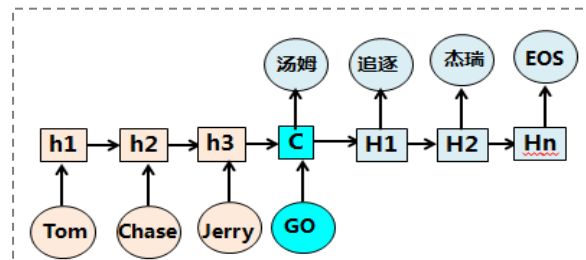 汤姆 追逐 杰瑞 EOS
h1 h2 h3 C H1 H2 Hn
Tom Chase Jerry GO